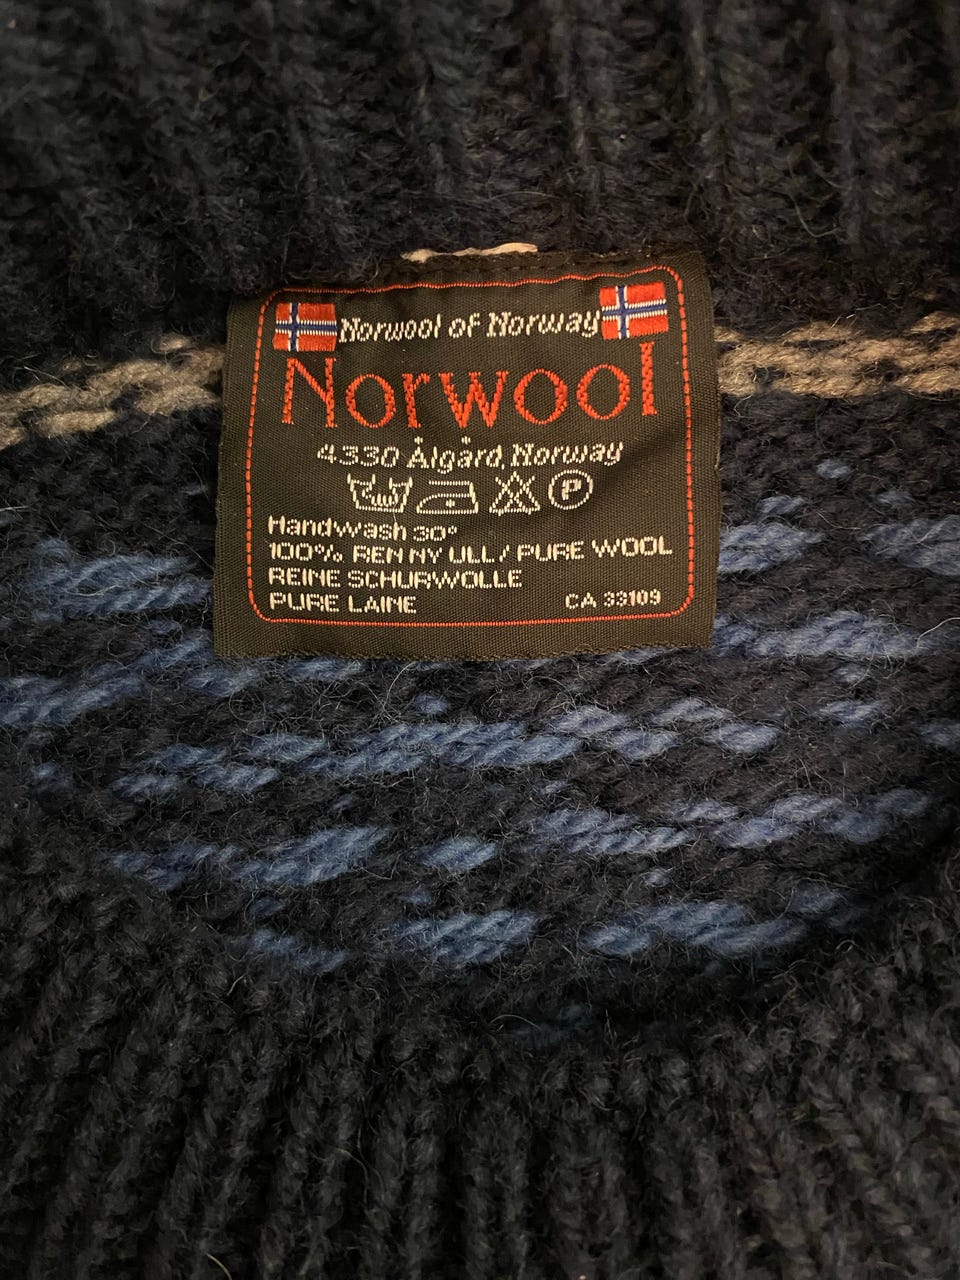 Norwool of Norway
Norwool
4330 Ålgård, Norway
P
Handwash 30°
100% REN NY ULL / PURE WOOL
REINE SCHURWOLLE
PURE LAINE CA 33109